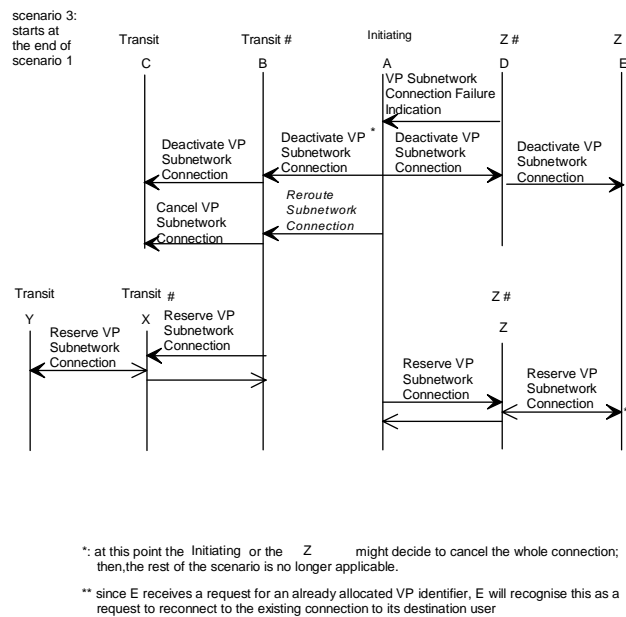 scenario 3:
starts at
the end of
scenario 1
Transit
Transit #
Initiating
Z #
Z
C
B
A
D
E
VP Subnetwork
Connection Failure
Indication
Deactivate VP
Subnetwork
Connection
Deactivate VP *
Subnetwork
Connection
Deactivate VP
Subnetwork
Connection
Deactivate VP
Subnetwork
Connection
Cancel VP
Subnetwork
Connection
Reroute
Subnetwork
Connection
Transit
Transit #
Z #
Y
X
Z
Reserve VP
Subnetwork
Connection
Reserve VP
Subnetwork
Connection
Reserve VP
Subnetwork
Connection
Reserve VP
Subnetwork
Connection
*: at this point the Initiating or the Z might decide to cancel the whole connection;
then,the rest of the scenario is no longer applicable.
** since E receives a request for an already allocated VP identifier, E will recognise this as a
request to reconnect to the existing connection to its destination user